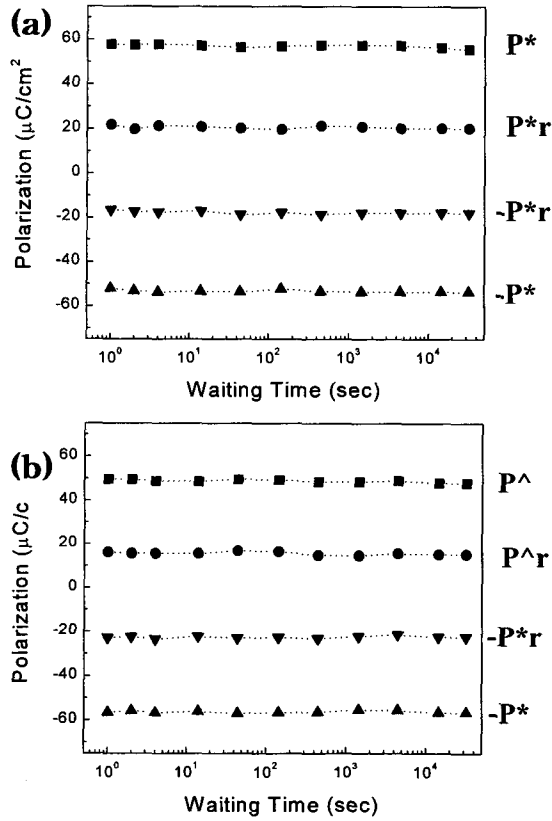 (a)
Polarization (μC/cm²
60
40
20
0
-20
-40
-60
P*
P*r
-P*r
-P*
10⁰ 10¹ 10² 10³ 10⁴
Waiting Time (sec)
(b)
Polarization (μC/c
60
40
20
0
-20
-40
-60
P^
P^r
-P*r
-P*
10⁰ 10¹ 10² 10³ 10⁴
Waiting Time (sec)